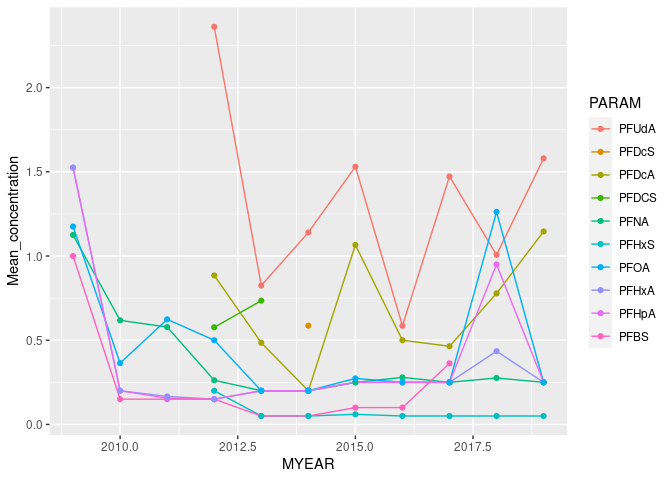 Mean_concentration
2.0
1.5
1.0
0.5
0.0
2010.0
2012.5
2015.0
2017.5
MYEAR
PARAM
PFUdA
PFDcS
PFDcA
PFDCS
PFNA
PFHxS
PFOA
PFHxA
PFHpA
PFBS